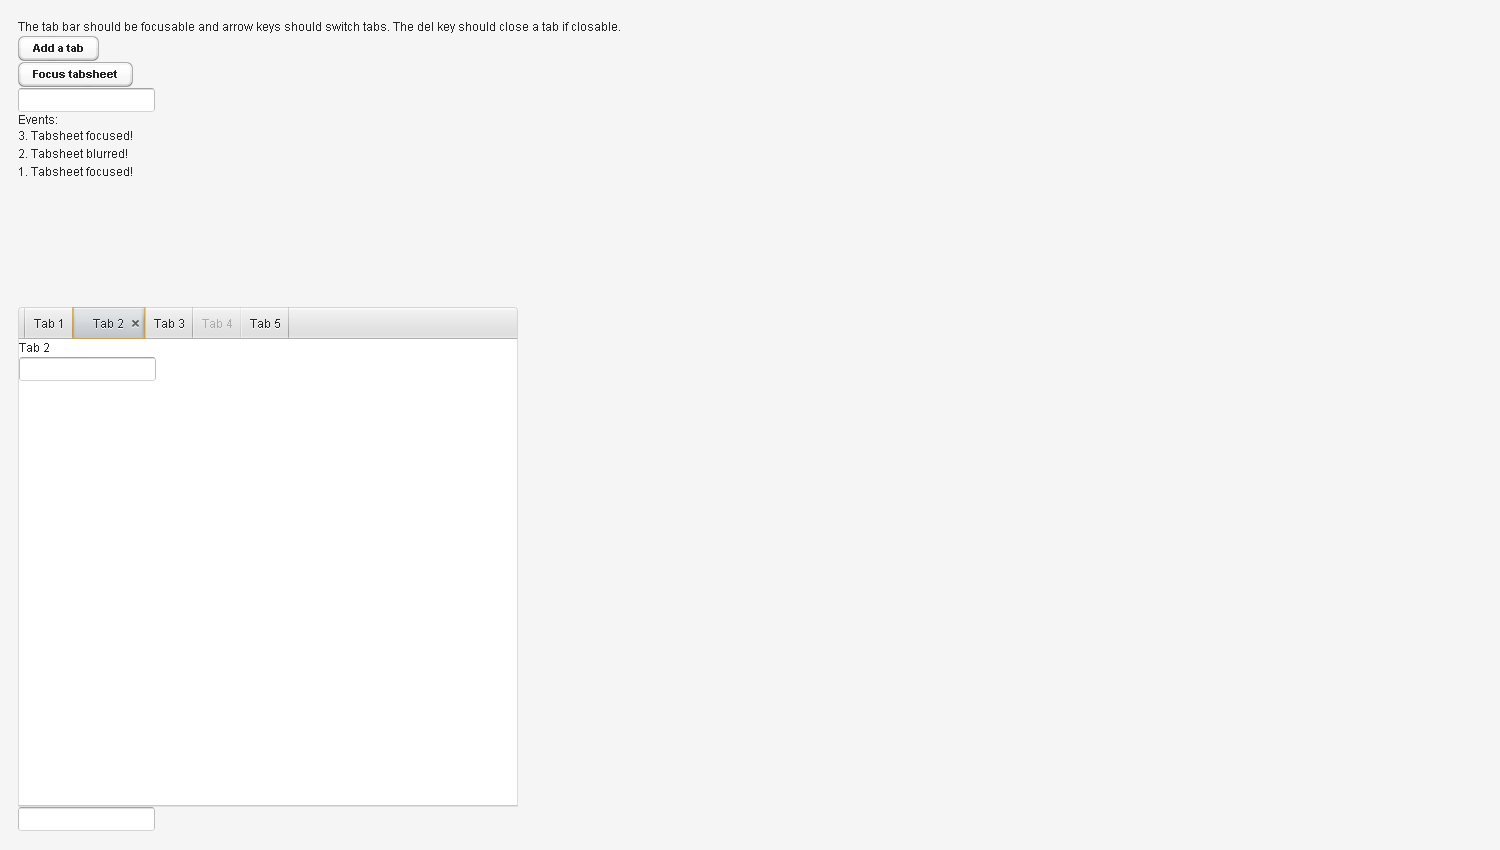 The tab bar should be focusable and arrow keys should switch tabs. The del key should close a tab if closable.
Add a tab
Focus tabsheet
Events:
3. Tabsheet focused!
2. Tabsheet blurred!
1. Tabsheet focused!
Tab 1 Tab 2 Tab 3 Tab 4 Tab 5
Tab 2